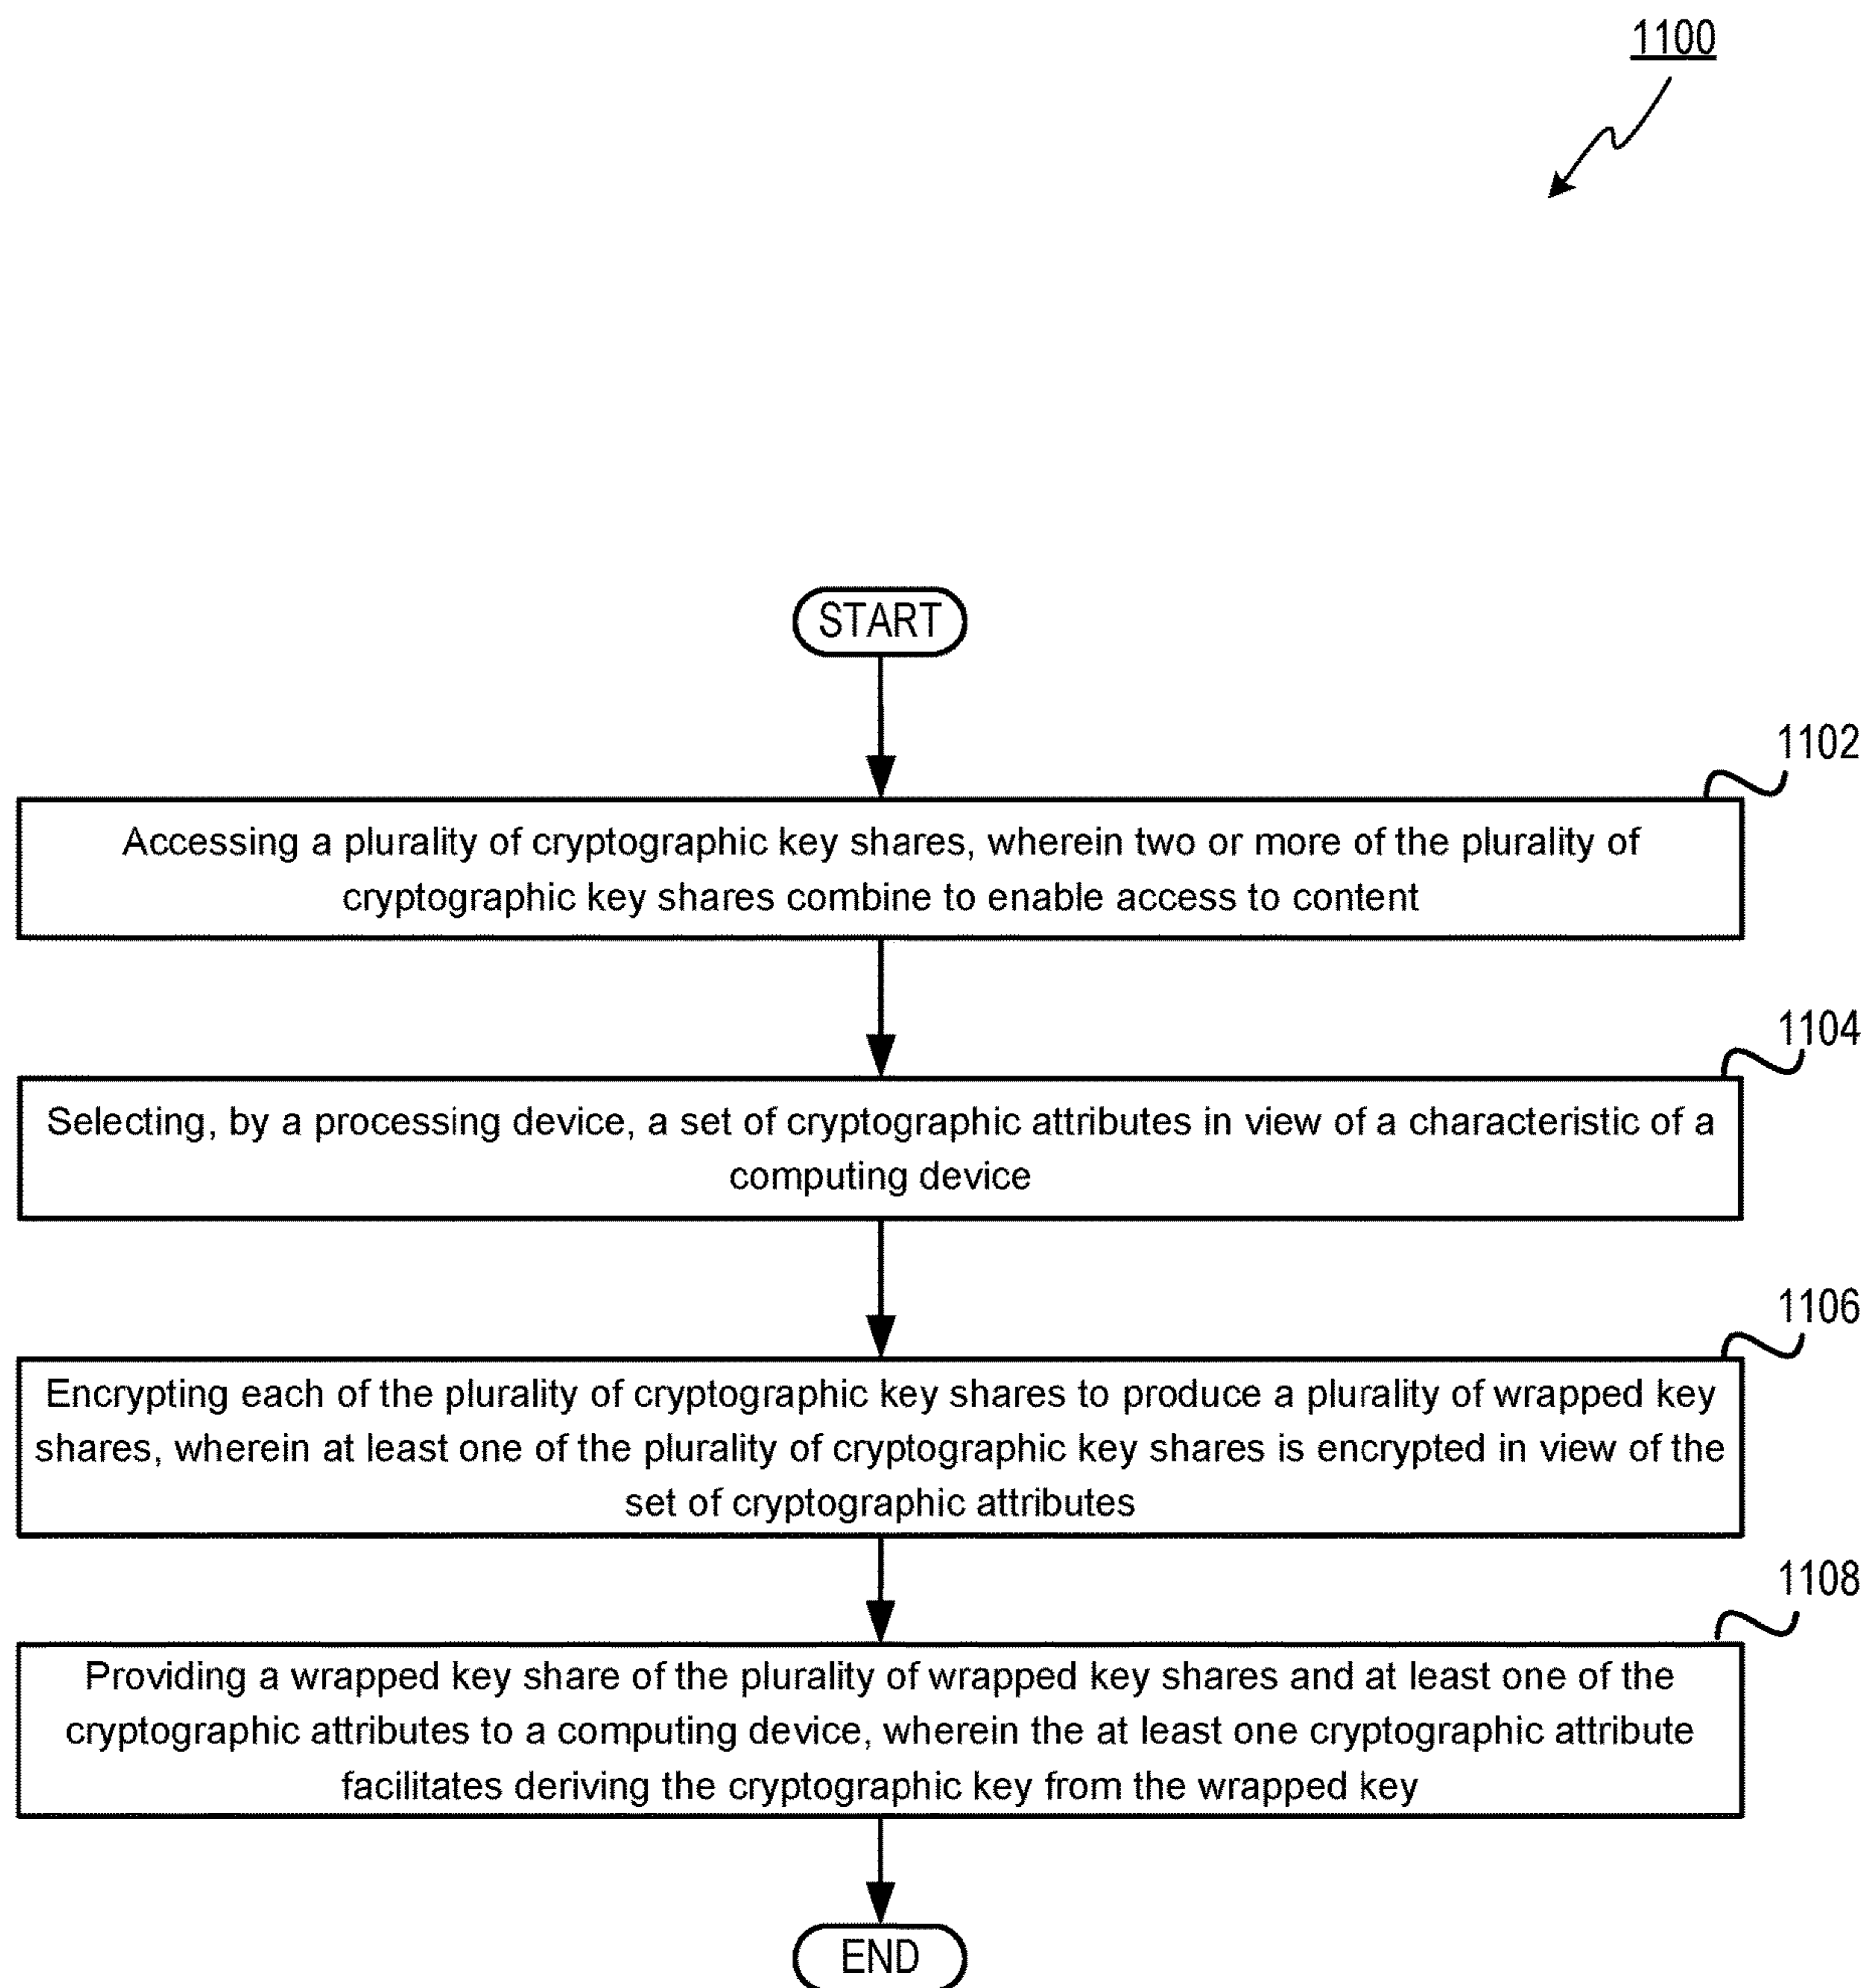 1100
START
1102
Accessing a plurality of cryptographic key shares, wherein two or more of the plurality of
cryptographic key shares combine to enable access to content
1104
Selecting, by a processing device, a set of cryptographic attributes in view of a characteristic of a
computing device
1106
Encrypting each of the plurality of cryptographic key shares to produce a plurality of wrapped key
shares, wherein at least one of the plurality of cryptographic key shares is encrypted in view of the
set of cryptographic attributes
1108
Providing a wrapped key share of the plurality of wrapped key shares and at least one of the
cryptographic attributes to a computing device, wherein the at least one cryptographic attribute
facilitates deriving the cryptographic key from the wrapped key
END